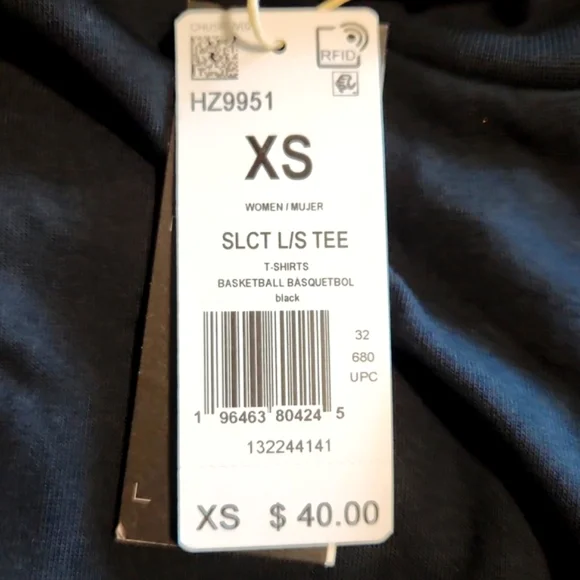 RFID
HZ9951
XS
WOMEN / MUJER
SLCT L/S TEE
T-SHIRTS
BASKETBALL BASQUETBOL
black
32
680
UPC
1 96463 80424 5
132244141
XS $ 40.00
L